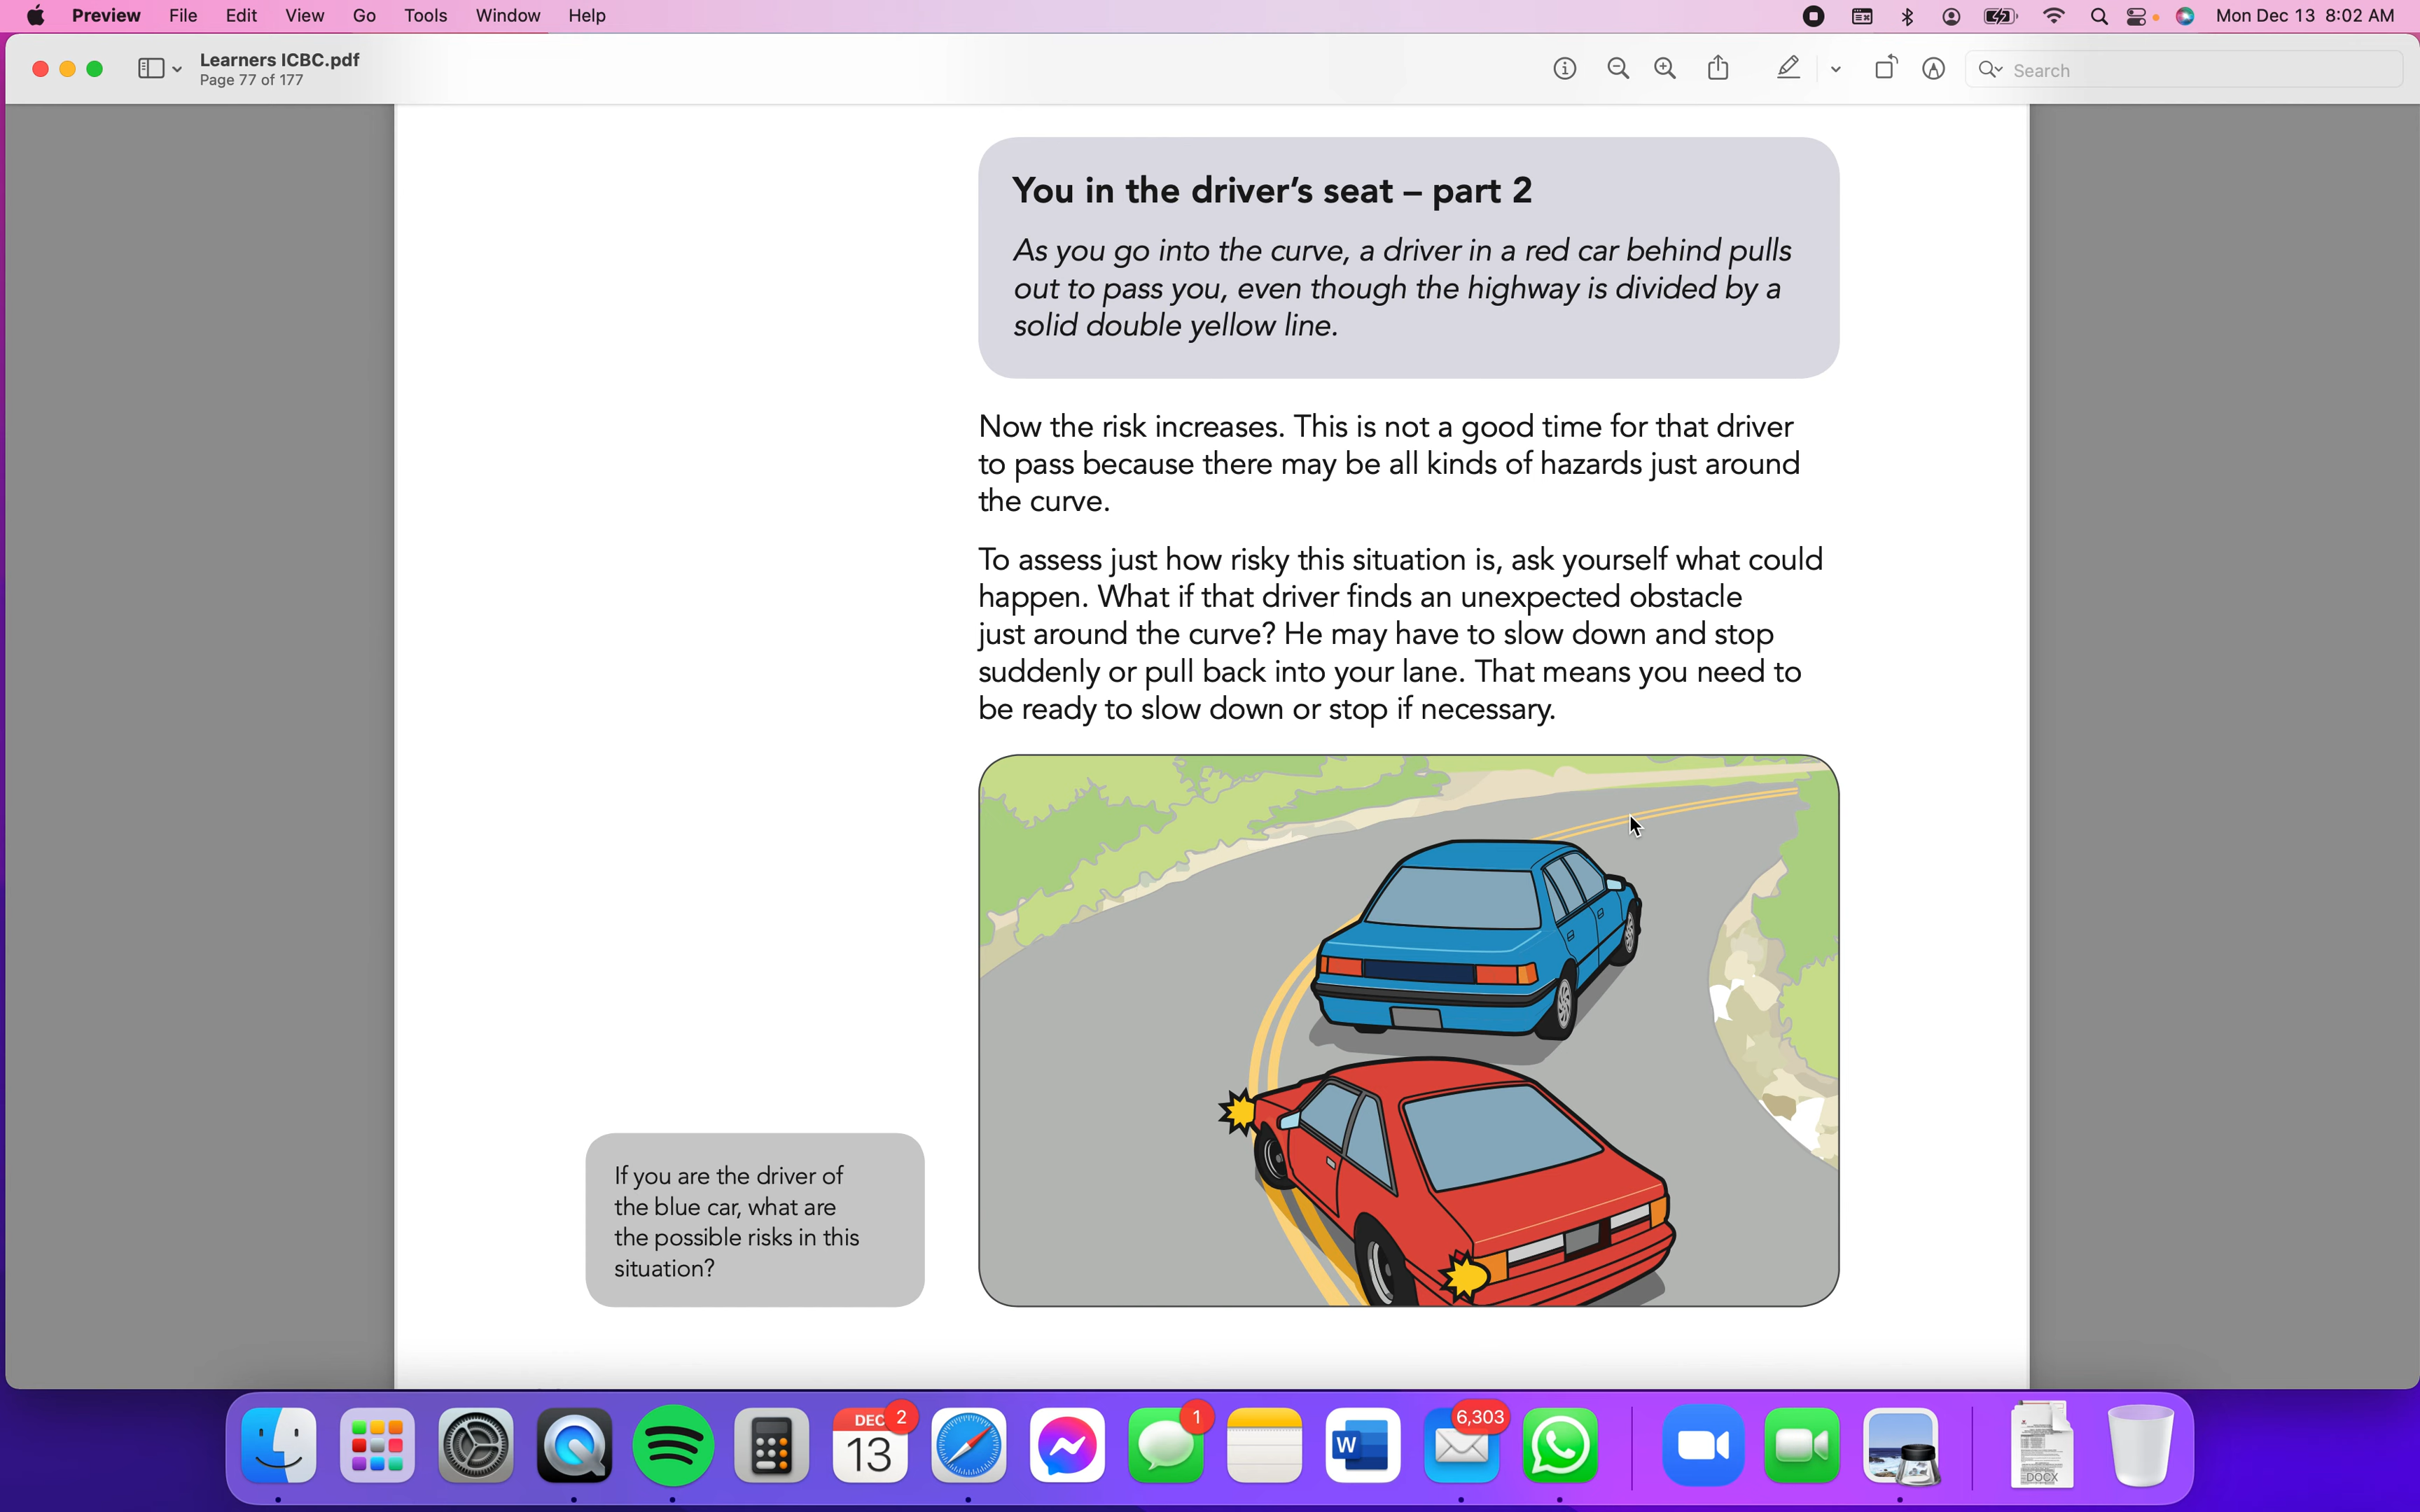 Preview File Edit View Go Tools Window Help Mon Dec 13 8:02 AM
Learners ICBC.pdf
Page 77 of 177
Search
You in the driver's seat – part 2
As you go into the curve, a driver in a red car behind pulls
out to pass you, even though the highway is divided by a
solid double yellow line.
Now the risk increases. This is not a good time for that driver
to pass because there may be all kinds of hazards just around
the curve.
To assess just how risky this situation is, ask yourself what could
happen. What if that driver finds an unexpected obstacle
just around the curve? He may have to slow down and stop
suddenly or pull back into your lane. That means you need to
be ready to slow down or stop if necessary.
If you are the driver of
the blue car, what are
the possible risks in this
situation?
DEC 2 1 6,303
13 W DOCX